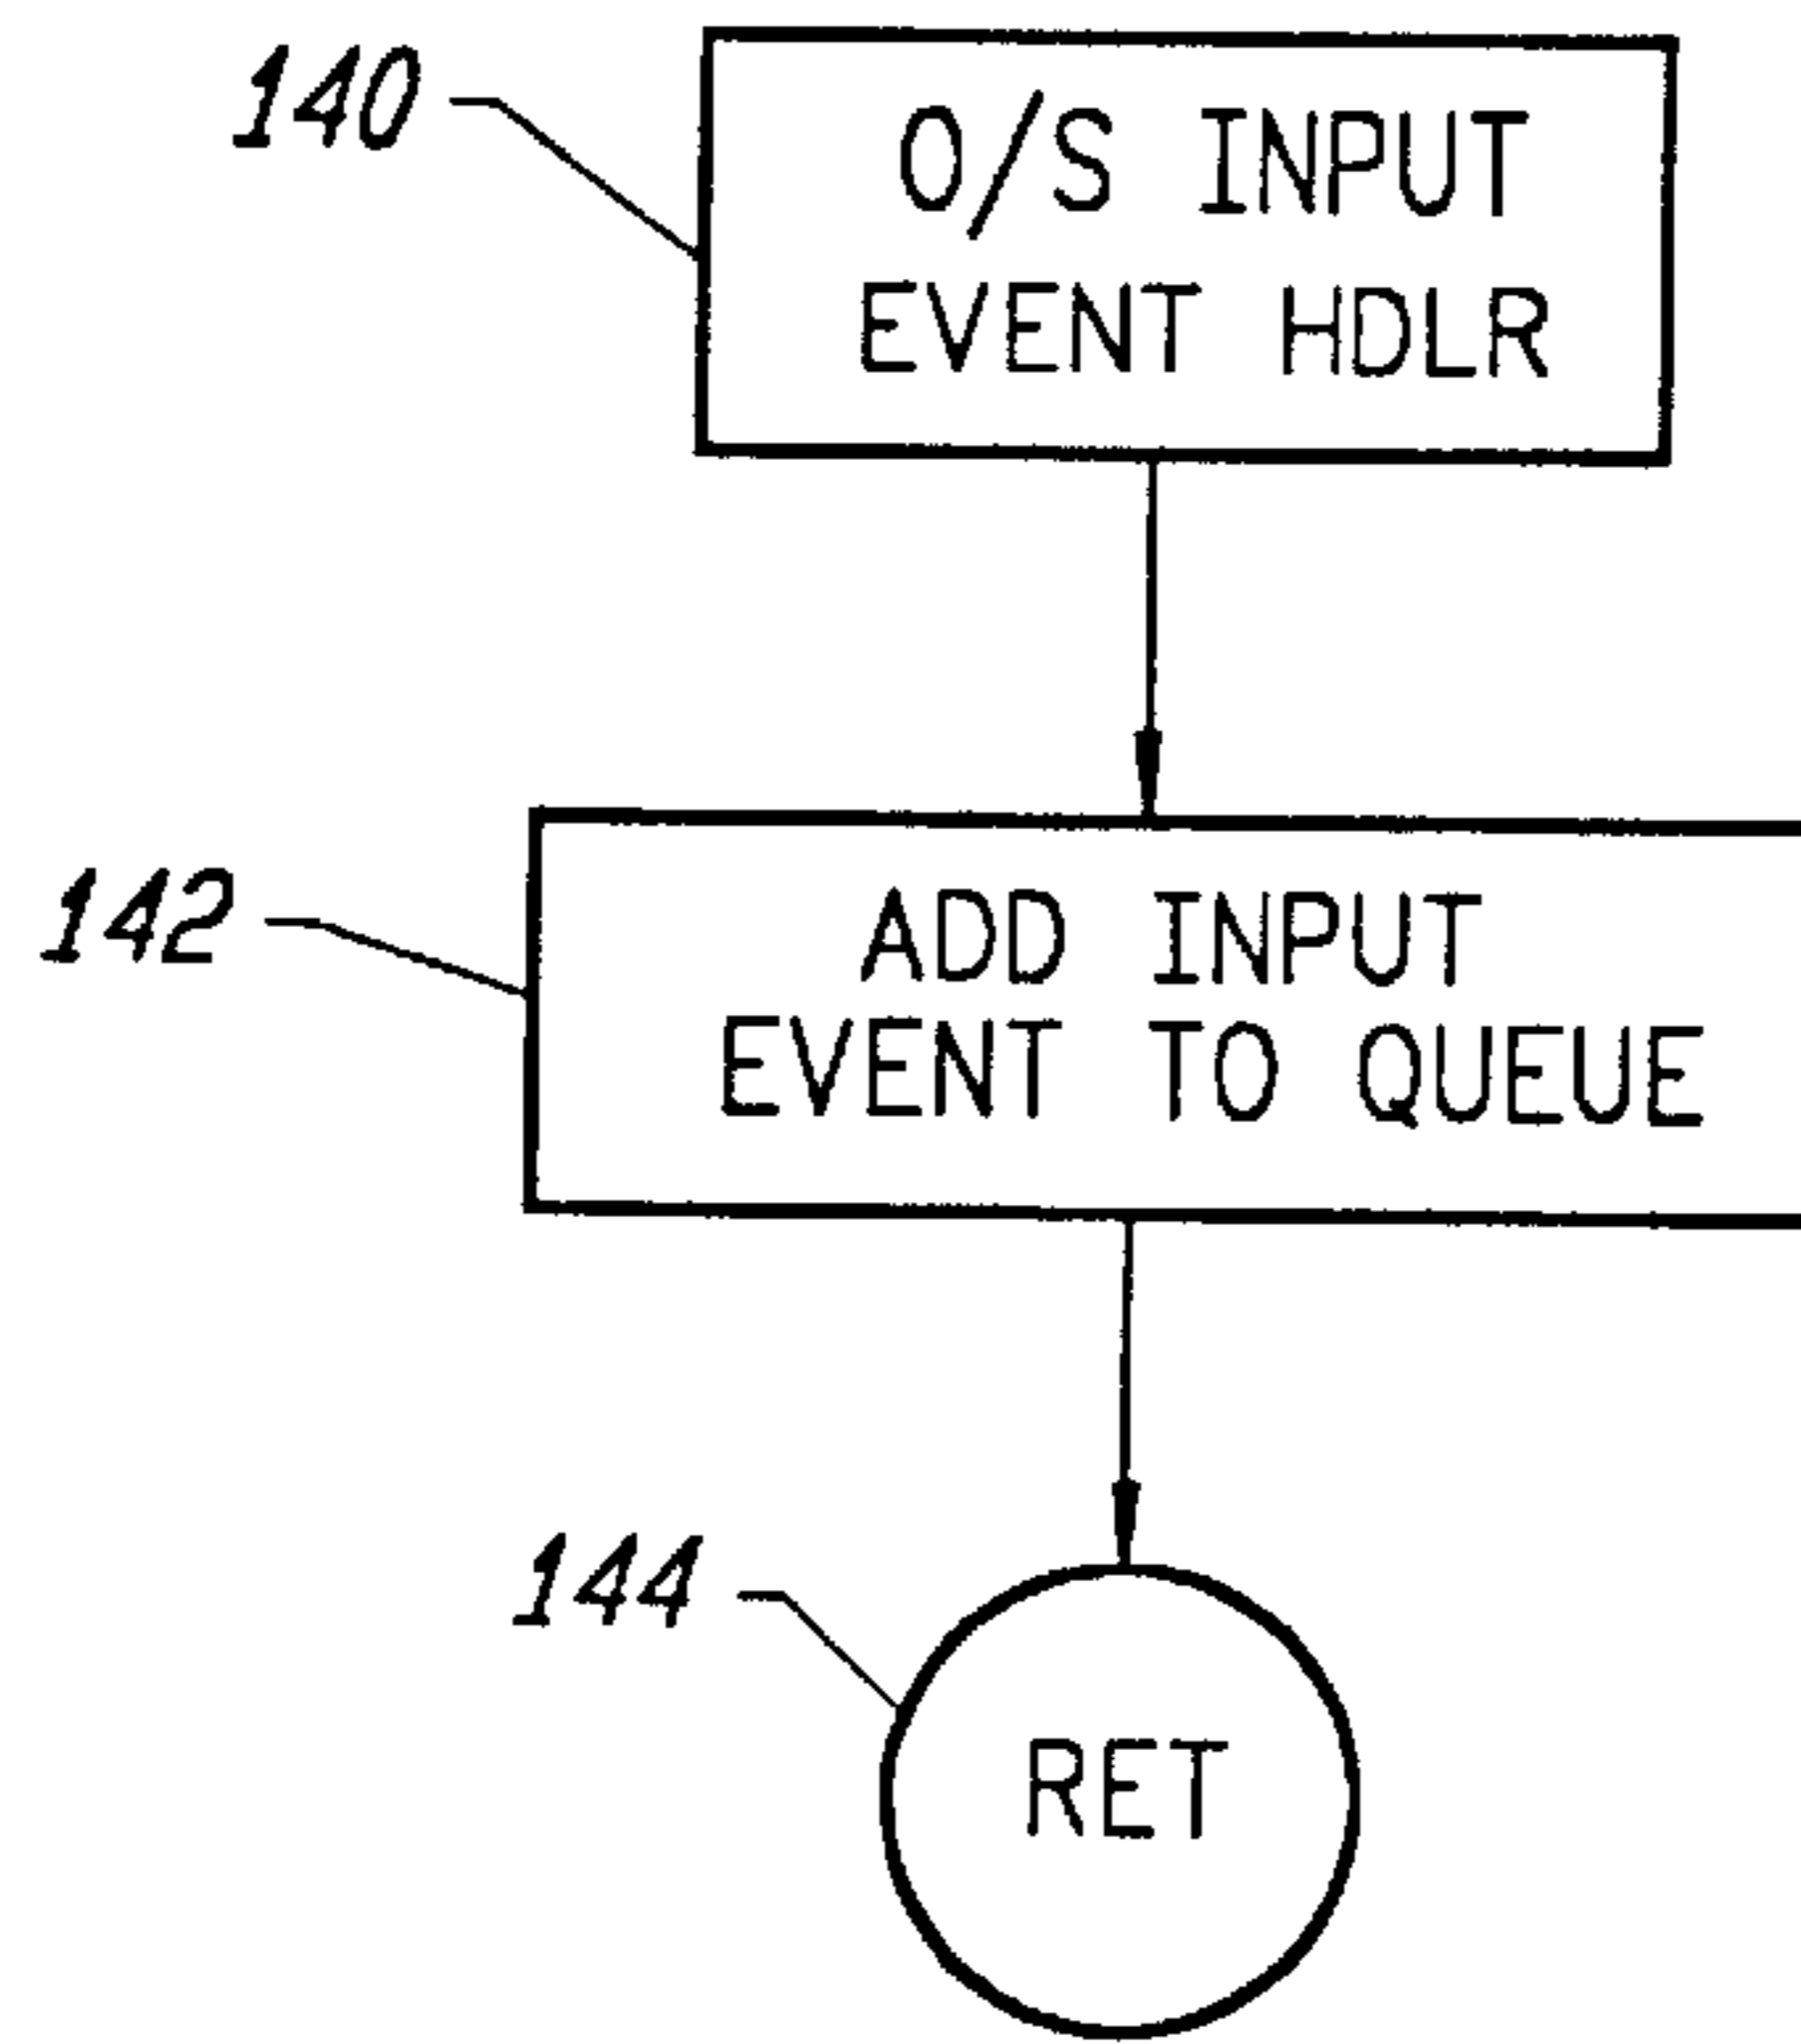 140
O/S INPUT
EVENT HDLR
142
ADD INPUT
EVENT TO QUEUE
144
RET